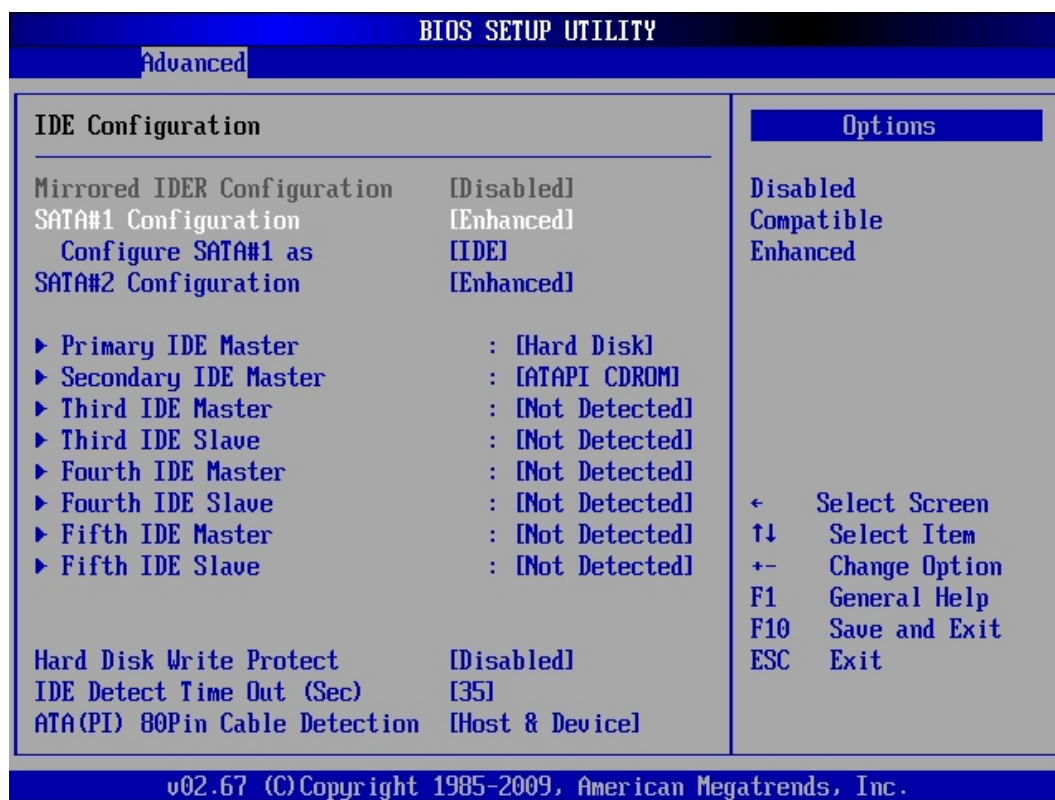 BIOS SETUP UTILITY
Advanced
IDE Configuration
Mirrored IDER Configuration [Disabled]
SATA#1 Configuration [Enhanced]
Configure SATA#1 as [IDE]
SATA#2 Configuration [Enhanced]
▶ Primary IDE Master : [Hard Disk]
▶ Secondary IDE Master : [ATAPI CDROM]
▶ Third IDE Master : [Not Detected]
▶ Third IDE Slave : [Not Detected]
▶ Fourth IDE Master : [Not Detected]
▶ Fourth IDE Slave : [Not Detected]
▶ Fifth IDE Master : [Not Detected]
▶ Fifth IDE Slave : [Not Detected]
Hard Disk Write Protect [Disabled]
IDE Detect Time Out (Sec) [35]
ATA(PI) 80Pin Cable Detection [Host & Device]
Options
Disabled
Compatible
Enhanced
← Select Screen
↑↓ Select Item
+- Change Option
F1 General Help
F10 Save and Exit
ESC Exit
v02.67 (C)Copyright 1985-2009, American Megatrends, Inc.